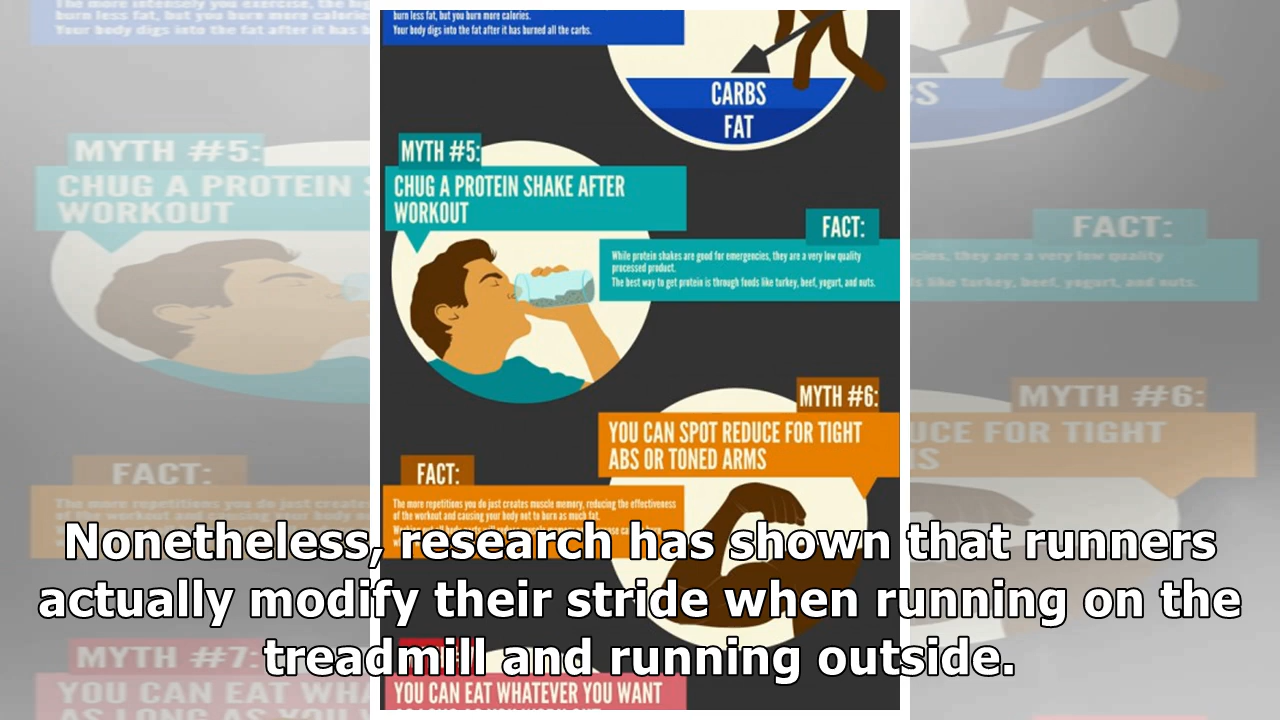 burn less fat, but you burn more calories.
Your body digs into the fat after it has burned all the carbs.
CARBS
FAT
MYTH #5:
CHUG A PROTEIN SHAKE AFTER
WORKOUT
FACT:
While protein shakes are good for emergencies, they are a very low quality
processed product.
The best way to get protein is through foods like turkey, beef, yogurt, and nuts.
MYTH #6:
YOU CAN SPOT REDUCE FOR TIGHT
ABS OR TONED ARMS
FACT:
The more repetitions you do just creates muscle memory, reducing the effectiveness
of the workout and causing your body not to burn as much fat.
Nonetheless, research has shown that runners
actually modify their stride when running on the
treadmill and running outside.
YOU CAN EAT WHATEVER YOU WANT